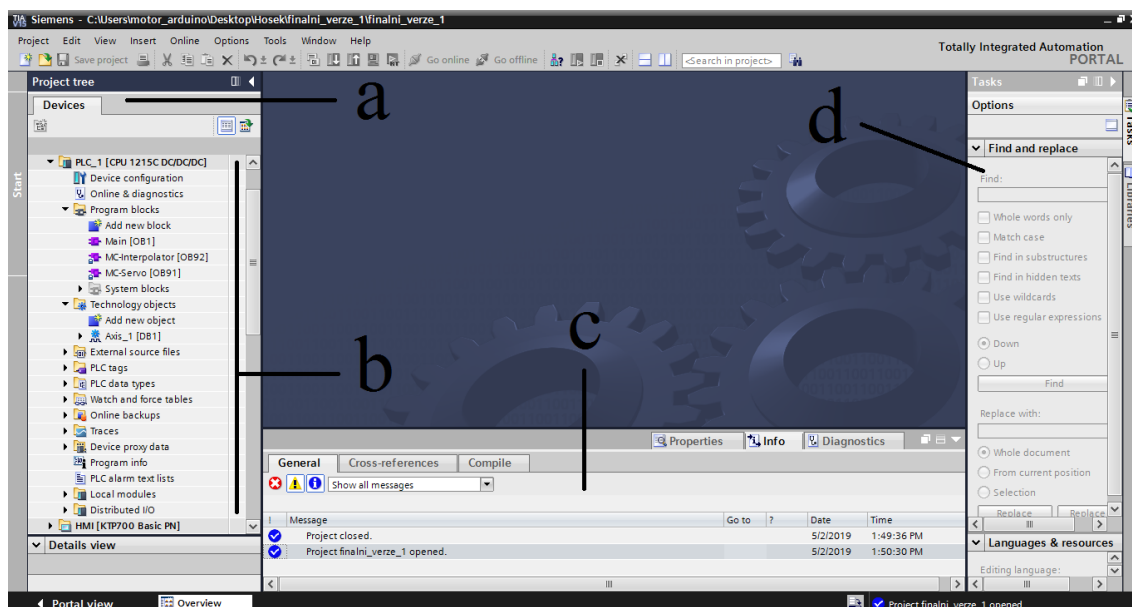 Siemens - C:\Users\motor_arduino\Desktop\Hosek\finalni_verze_1\finalni_verze_1
Project Edit View Insert Online Options Tools Window Help
Totally Integrated Automation
PORTAL
Save project Go online Go offline <Search in project>
Project tree
Devices
Start
PLC_1 [CPU 1215C DC/DC/DC]
Device configuration
Online & diagnostics
Program blocks
Add new block
Main [OB1]
MC-Interpolator [OB92]
MC-Servo [OB91]
System blocks
Technology objects
Add new object
Axis_1 [DB1]
External source files
PLC tags
PLC data types
Watch and force tables
Online backups
Traces
Device proxy data
Program info
PLC alarm text lists
Local modules
Distributed I/O
HMI [KTP700 Basic PN]
Details view
a
b
c
d
Properties Info Diagnostics
General Cross-references Compile
Show all messages
! Message Go to ? Date Time
Project closed. 5/2/2019 1:49:36 PM
Project finalni_verze_1 opened. 5/2/2019 1:50:30 PM
Tasks
Options
Find and replace
Find:
Whole words only
Match case
Find in substructures
Find in hidden texts
Use wildcards
Use regular expressions
Down
Up
Find
Replace with:
Whole document
From current position
Selection
Replace Replace
Languages & resources
Editing language:
Tasks
Libraries
Portal view Overview
Project finalni_verze_1 opened.